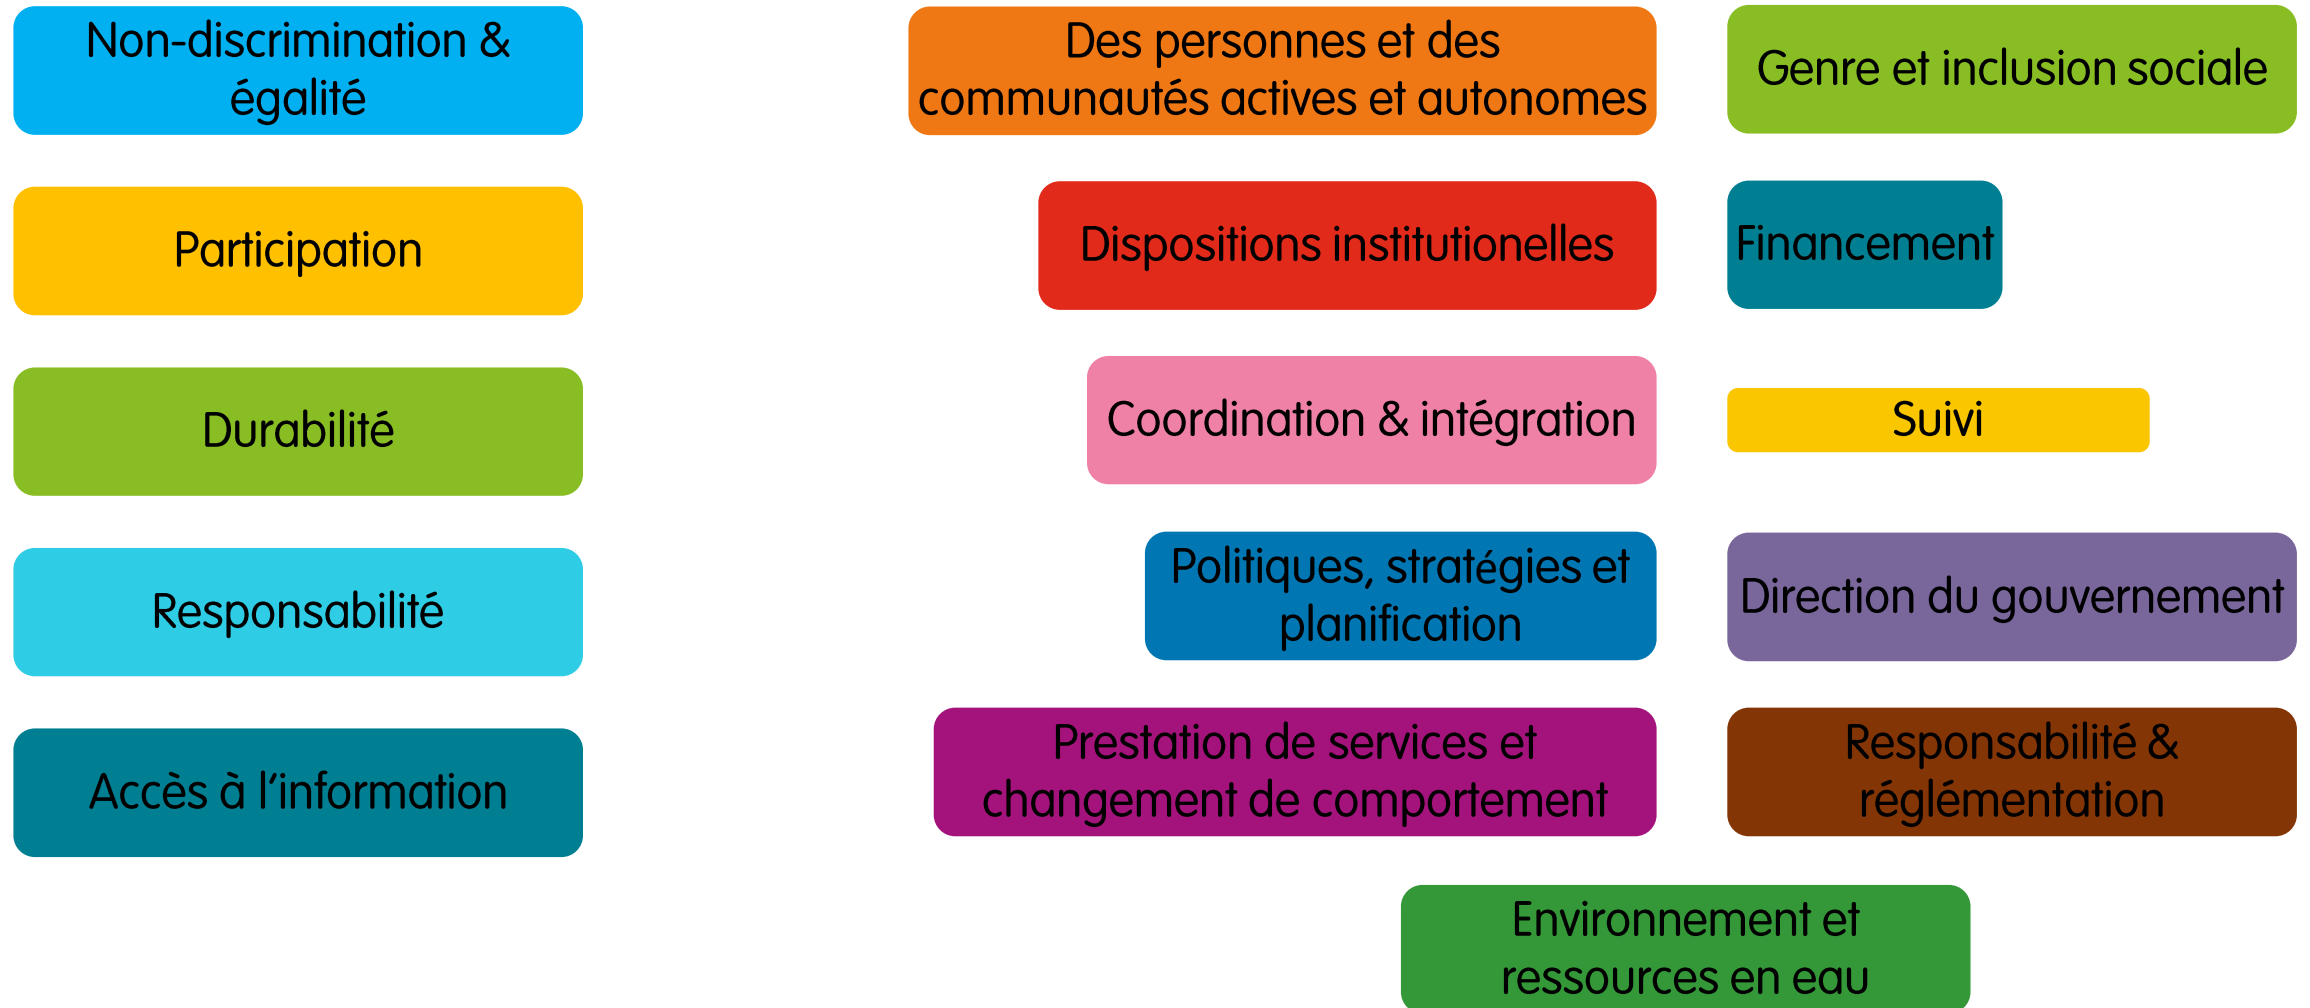 Non-discrimination &
égalité
Participation
Durabilité
Responsabilité
Accès à l'information
Des personnes et des
communautés actives et autonomes
Dispositions institutionelles
Coordination & intégration
Politiques, stratégies et
planification
Prestation de services et
changement de comportement
Genre et inclusion sociale
Financement
Suivi
Direction du gouvernement
Responsabilité &
réglémentation
Environnement et
ressources en eau